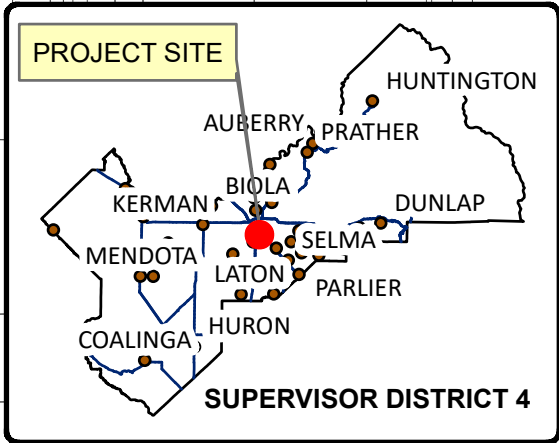 PROJECT SITE
HUNTINGTON
AUBERRY
PRATHER
BIOLA
KERMAN
DUNLAP
SELMA
MENDOTA
LATON
PARLIER
HURON
COALINGA
SUPERVISOR DISTRICT 4